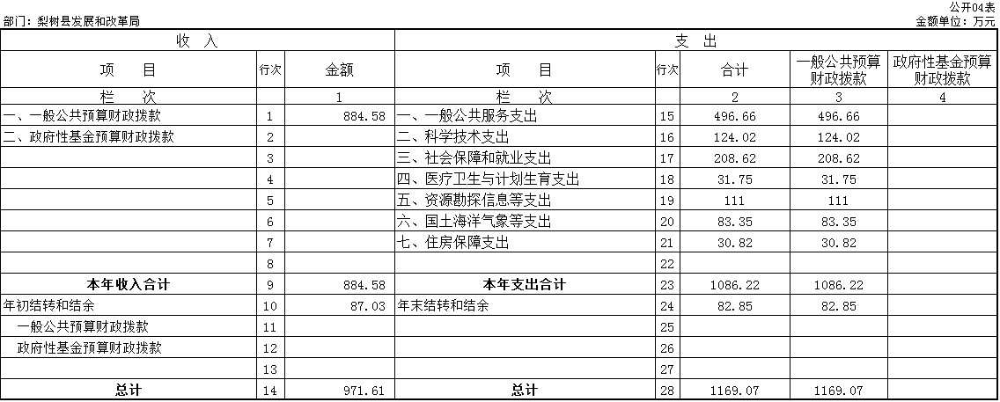 公开04表
部门：梨树县发展和改革局 金额单位：万元
收 入 支 出
项 目 行次 金额 项 目 行次 合计 一般公共预算财政拨款 政府性基金预算财政拨款
栏 次 1 栏 次 2 3 4
一、一般公共预算财政拨款 1 884.58 一、一般公共服务支出 15 496.66 496.66
二、政府性基金预算财政拨款 2 二、科学技术支出 16 124.02 124.02
3 三、社会保障和就业支出 17 208.62 208.62
4 四、医疗卫生与计划生育支出 18 31.75 31.75
5 五、资源勘探信息等支出 19 111 111
6 六、国土海洋气象等支出 20 83.35 83.35
7 七、住房保障支出 21 30.82 30.82
8 22
本年收入合计 9 884.58 本年支出合计 23 1086.22 1086.22
年初结转和结余 10 87.03 年末结转和结余 24 82.85 82.85
一般公共预算财政拨款 11 25
政府性基金预算财政拨款 12 26
13 27
总计 14 971.61 总计 28 1169.07 1169.07